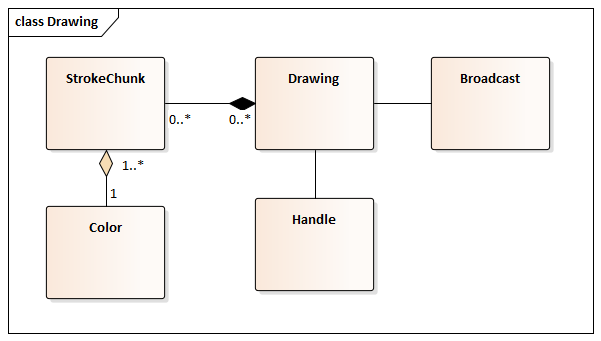 class Drawing
StrokeChunk
Drawing
Broadcast
0..*
0..*
1..*
1
Color
Handle